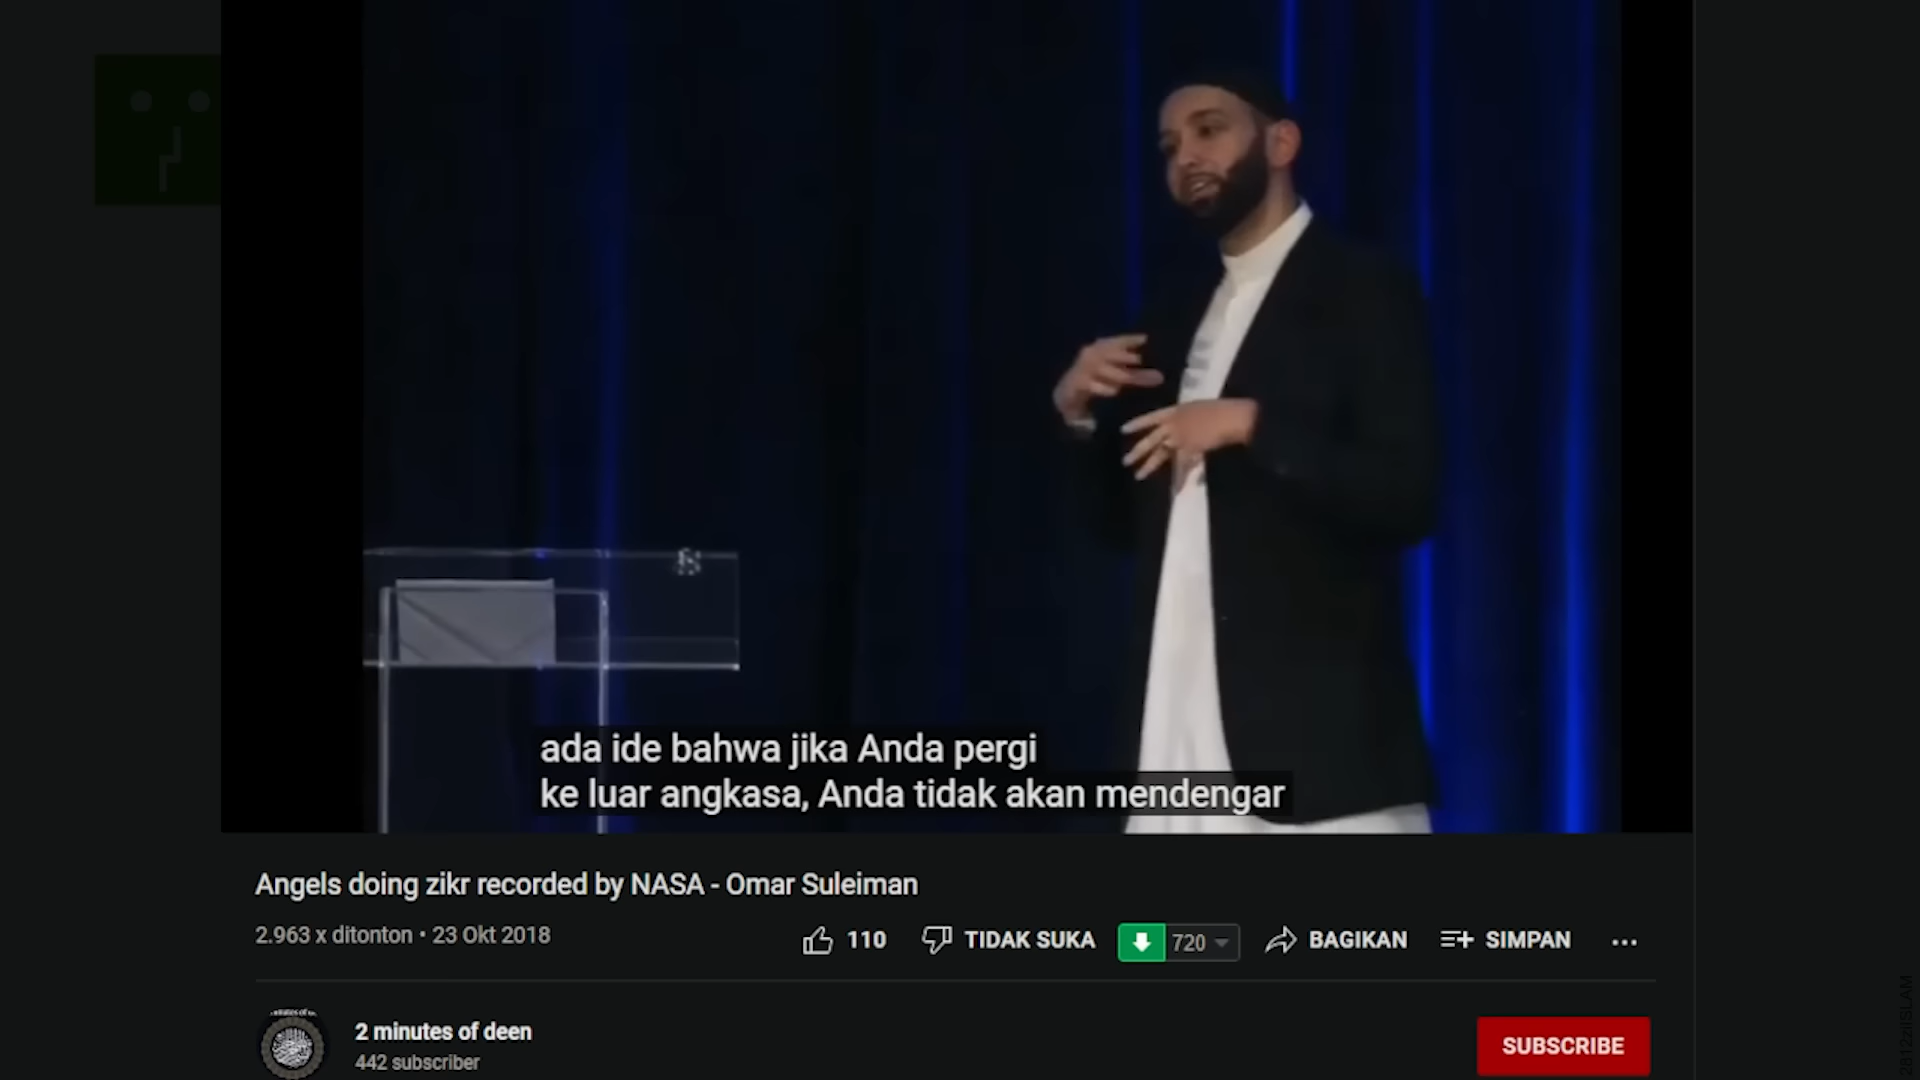 ada ide bahwa jika Anda pergi
ke luar angkasa, Anda tidak akan mendengar
Angels doing zikr recorded by NASA - Omar Suleiman
2.963 x ditonton • 23 Okt 2018
110
TIDAK SUKA
720
BAGIKAN
SIMPAN
2 minutes of deen
442 subscriber
SUBSCRIBE